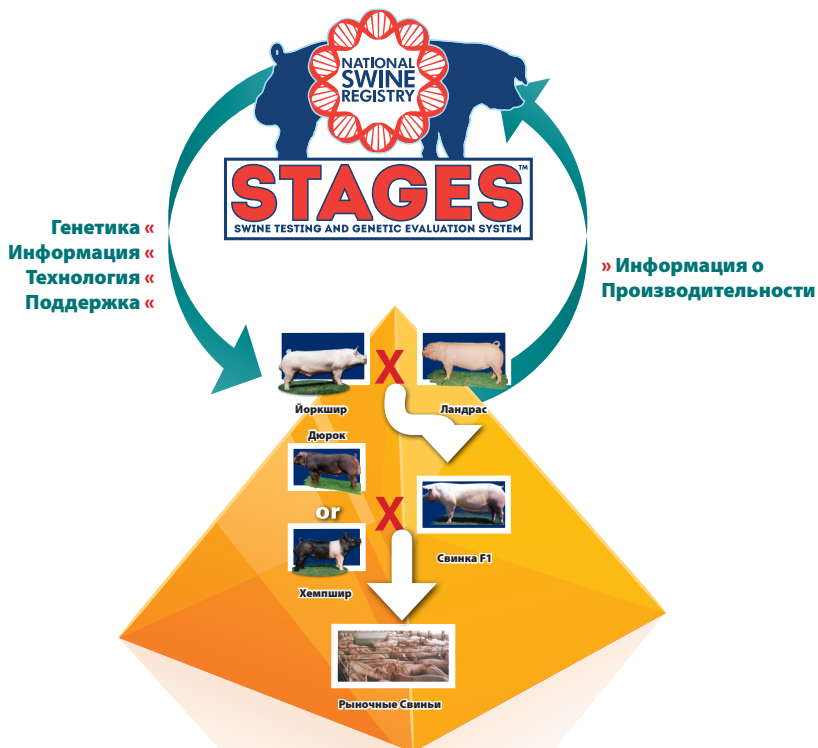 NATIONAL
SWINE
REGISTRY
STAGES™
SWINE TESTING AND GENETIC EVALUATION SYSTEM
Генетика «
Информация «
Технология «
Поддержка «
» Информация о
Производительности
X
Йоркшир
Ландрас
Дюрок
or
X
Хемпшир
Свинка F1
Рыночные Свиньи